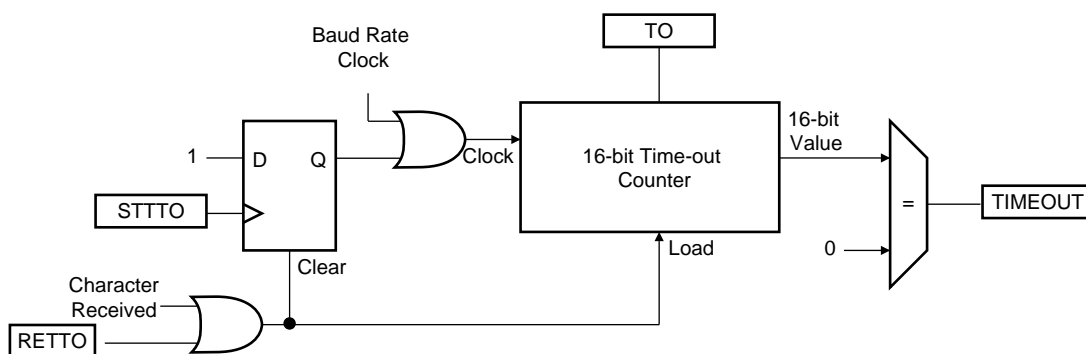 TO
Baud Rate
Clock
16-bit
Value
1
D
Q
Clock
16-bit Time-out
Counter
STTTO
=
TIMEOUT
Clear
Load
0
Character
Received
RETTO